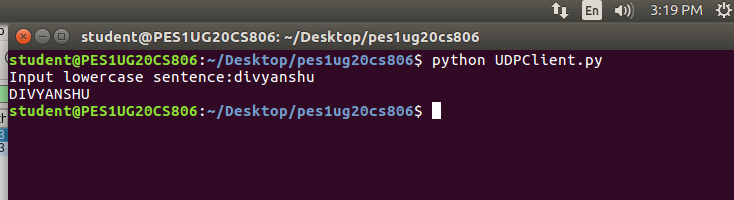 En 3:19 PM
student@PES1UG20CS806: ~/Desktop/pes1ug20cs806
student@PES1UG20CS806:~/Desktop/pes1ug20cs806$ python UDPClient.py
Input lowercase sentence:divyanshu
DIVYANSHU
student@PES1UG20CS806:~/Desktop/pes1ug20cs806$